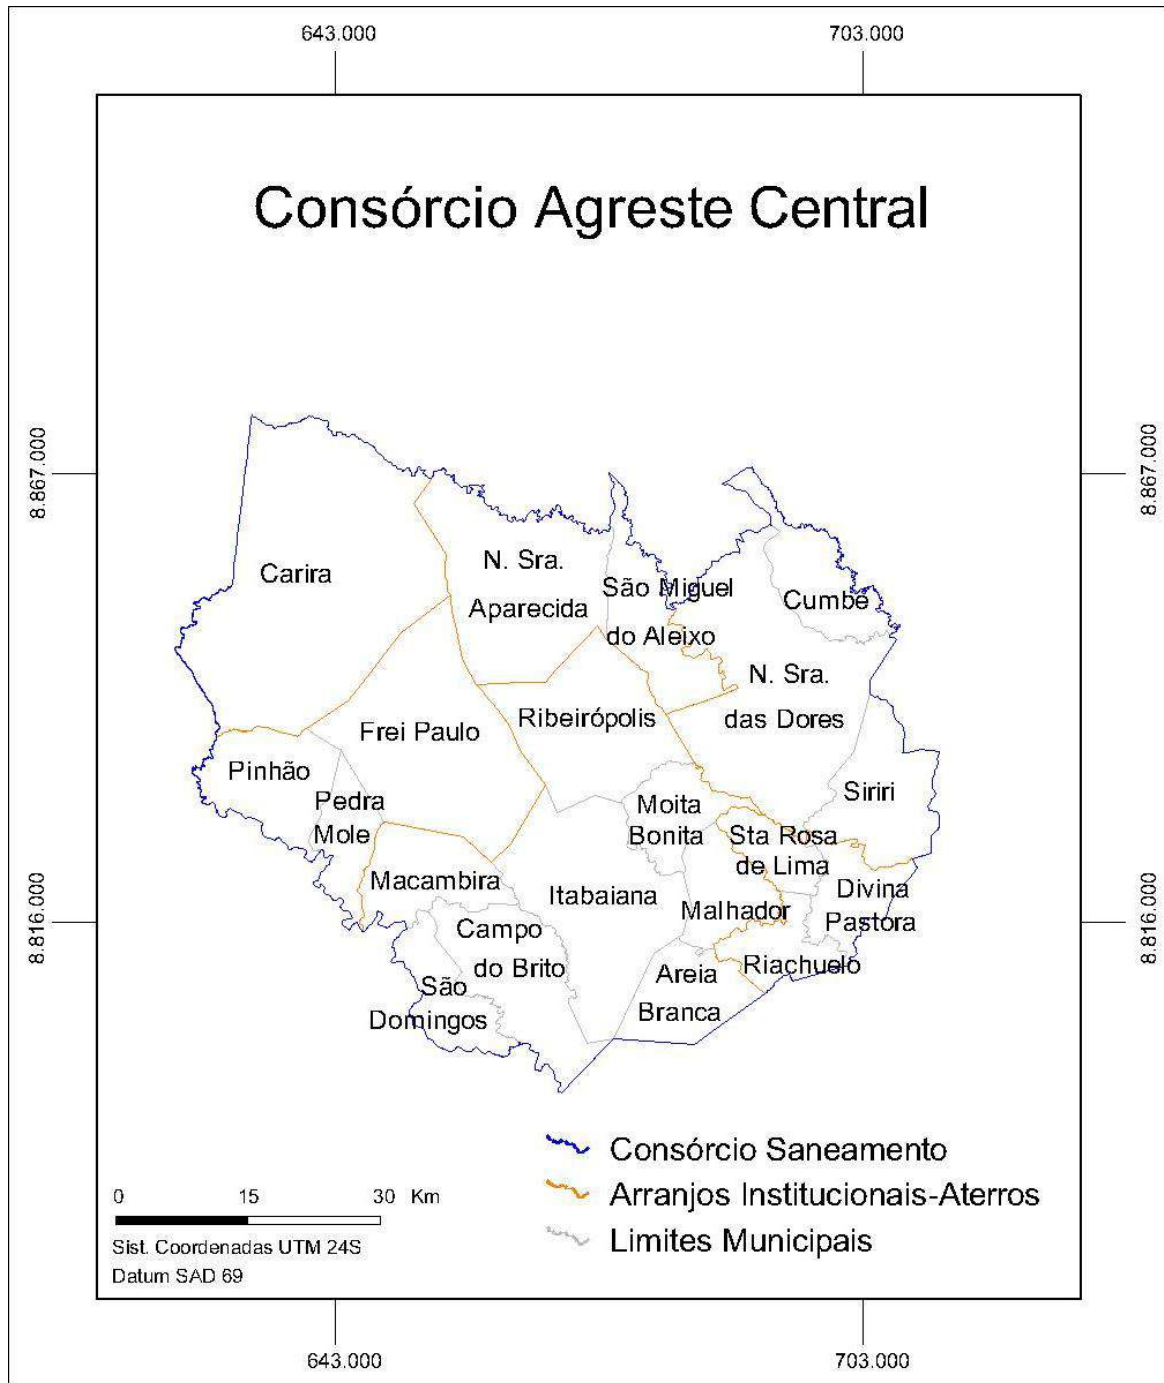 643.000
703.000
Consórcio Agreste Central
8.867.000
8.867.000
Carira
N. Sra.
Aparecida
São Miguel
do Aleixo
Cumbe
N. Sra.
das Dores
Ribeirópolis
Frei Paulo
Pinhão
Pedra
Mole
Siriri
Moita
Bonita
Sta Rosa
de Lima
Macambira
Itabaiana
Malhador
Divina
Pastora
8.816.000
8.816.000
Campo
do Brito
São
Domingos
Areia
Branca
Riachuelo
Consórcio Saneamento
Arranjos Institucionais-Aterros
Limites Municipais
0 15 30 Km
Sist. Coordenadas UTM 24S
Datum SAD 69
643.000
703.000